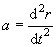 a = d²r/dt²